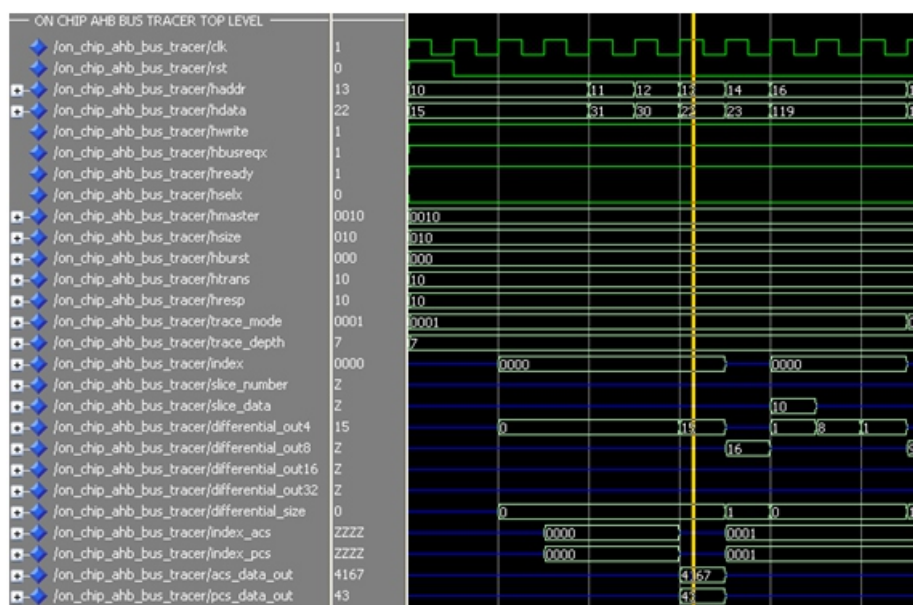 ON CHIP AHB BUS TRACER TOP LEVEL
/on_chip_ahb_bus_tracer/clk 1
/on_chip_ahb_bus_tracer/rst 0
/on_chip_ahb_bus_tracer/haddr 13 10 11 12 13 14 16
/on_chip_ahb_bus_tracer/hdata 22 15 31 30 22 23 119
/on_chip_ahb_bus_tracer/hwrite 1
/on_chip_ahb_bus_tracer/hbusreqx 1
/on_chip_ahb_bus_tracer/hready 1
/on_chip_ahb_bus_tracer/hselx 0
/on_chip_ahb_bus_tracer/hmaster 0010 0010
/on_chip_ahb_bus_tracer/hsize 010 010
/on_chip_ahb_bus_tracer/hburst 000 000
/on_chip_ahb_bus_tracer/htrans 10 10
/on_chip_ahb_bus_tracer/hresp 10 10
/on_chip_ahb_bus_tracer/trace_mode 0001 0001
/on_chip_ahb_bus_tracer/trace_depth 7 7
/on_chip_ahb_bus_tracer/index 0000 0000 0000
/on_chip_ahb_bus_tracer/slice_number Z
/on_chip_ahb_bus_tracer/slice_data Z 10
/on_chip_ahb_bus_tracer/differential_out4 15 0 15 1 8 1
/on_chip_ahb_bus_tracer/differential_out8 Z 16
/on_chip_ahb_bus_tracer/differential_out16 Z
/on_chip_ahb_bus_tracer/differential_out32 Z
/on_chip_ahb_bus_tracer/differential_size 0 0 1 0
/on_chip_ahb_bus_tracer/index_acs ZZZZ 0000 0001
/on_chip_ahb_bus_tracer/index_pcs ZZZZ 0000 0001
/on_chip_ahb_bus_tracer/acs_data_out 4167 4167
/on_chip_ahb_bus_tracer/pcs_data_out 43 43